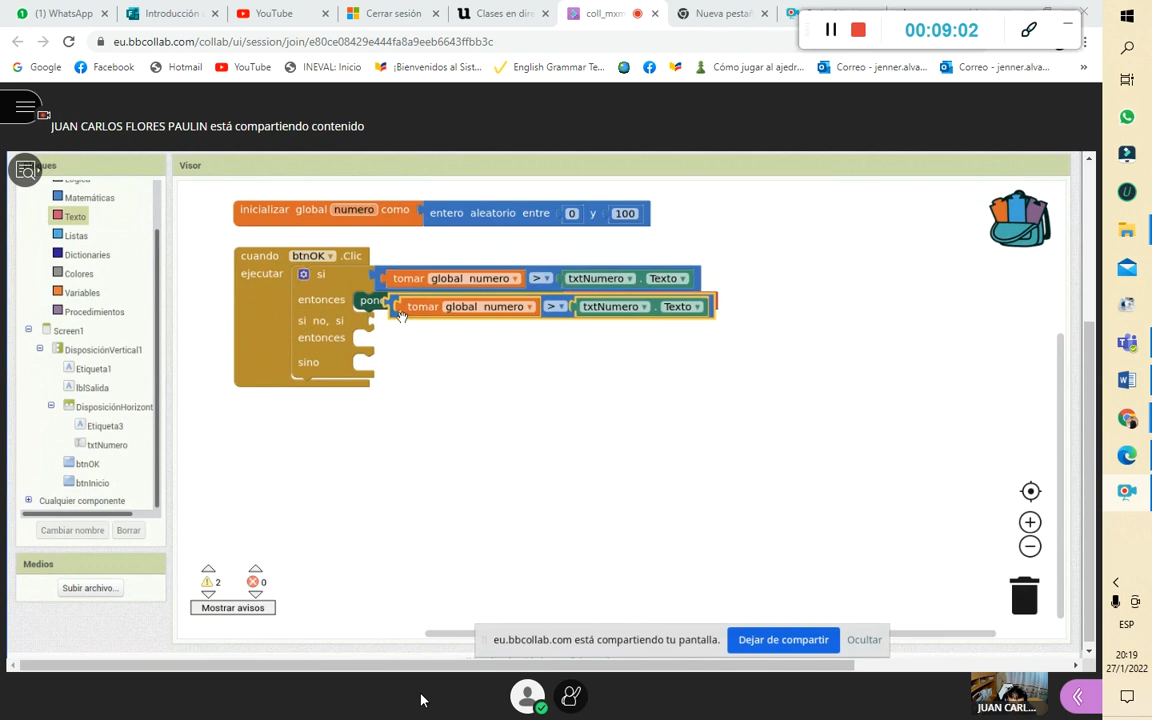 (1) WhatsApp
Introducción
YouTube
Cerrar sesión
Clases en dire
coll_mxm
Nueva pestañ
00:09:02
eu.bbcollab.com/collab/ui/session/join/e80ce08429e444fa8a9eeb6643ffbb3c
Google
Facebook
Hotmail
YouTube
INEVAL: Inicio
¡Bienvenidos al Sist...
English Grammar Te...
Cómo jugar al ajedr...
Correo - jenner.alva...
Correo - jenner.alva...
»
JUAN CARLOS FLORES PAULIN está compartiendo contenido
ques
Visor
Matemáticas
Texto
Listas
Dictionaries
Colores
Variables
Procedimientos
Screen1
DisposiciónVertical1
Etiqueta1
lblSalida
DisposiciónHorizont
Etiqueta3
txtNumero
btnOK
btnInicio
Cualquier componente
Cambiar nombre
Borrar
Medios
Subir archivo...
inicializar global numero como entero aleatorio entre 0 y 100
cuando btnOK .Clic
ejecutar si tomar global numero > txtNumero . Texto
entonces pone tomar global numero > txtNumero . Texto
si no, si
entonces
sino
2
0
Mostrar avisos
eu.bbcollab.com está compartiendo tu pantalla.
Dejar de compartir
Ocultar
JUAN CARL...
ESP
20:19
27/1/2022